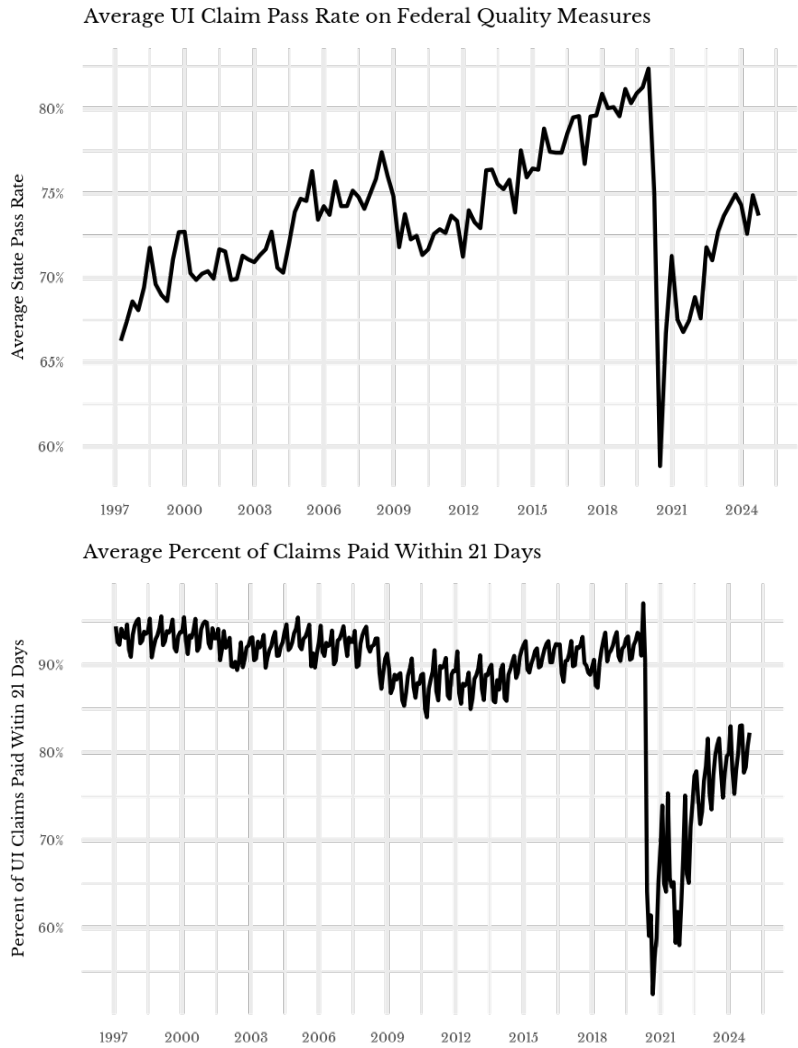 Average UI Claim Pass Rate on Federal Quality Measures
Average State Pass Rate
80%
75%
70%
65%
60%
1997 2000 2003 2006 2009 2012 2015 2018 2021 2024
Average Percent of Claims Paid Within 21 Days
Percent of UI Claims Paid Witin 21 Days
90%
80%
70%
60%
1997 2000 2003 2006 2009 2012 2015 2018 2021 2024